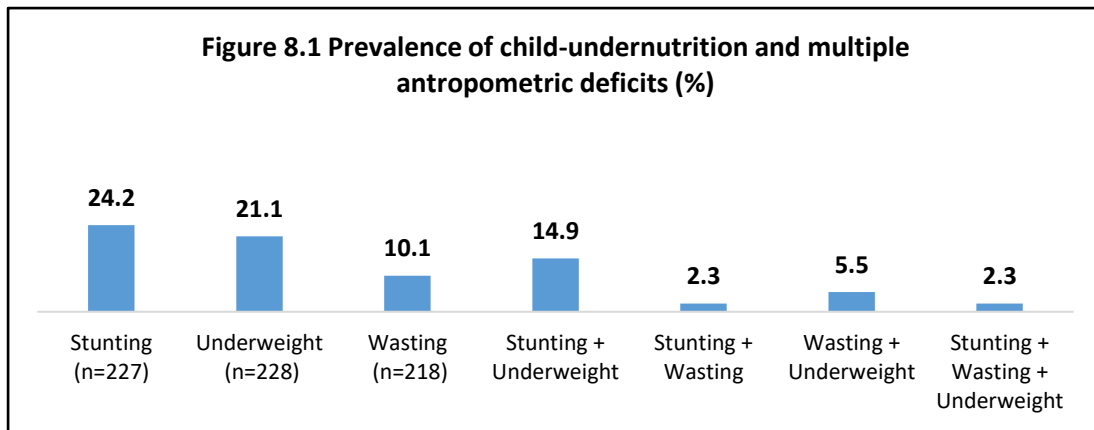 Figure 8.1 Prevalence of child-undernutrition and multiple
antropometric deficits (%)
24.2
21.1
10.1
14.9
2.3
5.5
2.3
Stunting
(n=227)
Underweight
(n=228)
Wasting
(n=218)
Stunting +
Underweight
Stunting +
Wasting
Wasting +
Underweight
Stunting +
Wasting +
Underweight